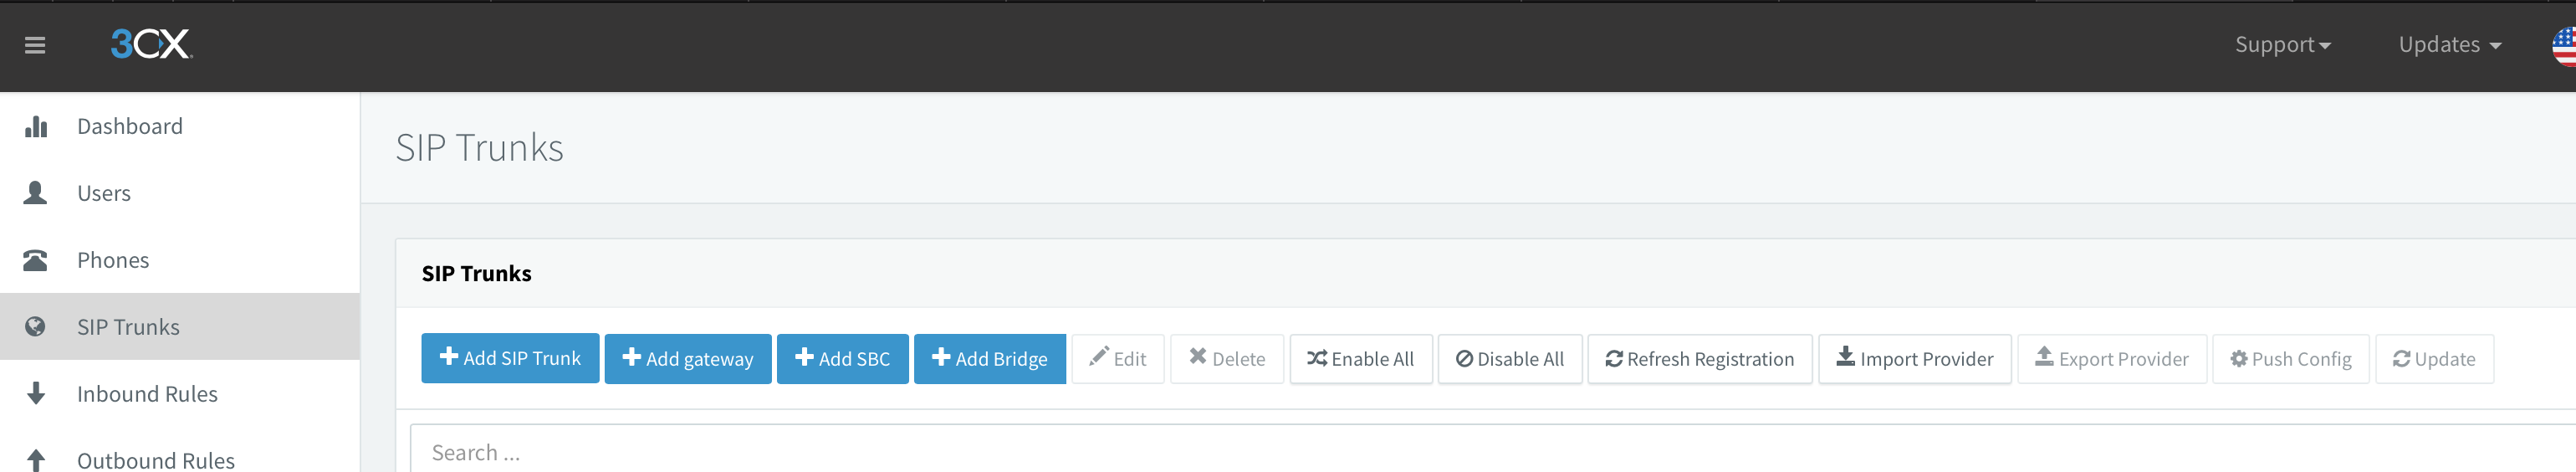 3CX Support Updates
Dashboard
Users
Phones
SIP Trunks
Inbound Rules
Outbound Rules
SIP Trunks
SIP Trunks
Add SIP Trunk Add gateway Add SBC Add Bridge Edit Delete Enable All Disable All Refresh Registration Import Provider Export Provider Push Config Update
Search ...